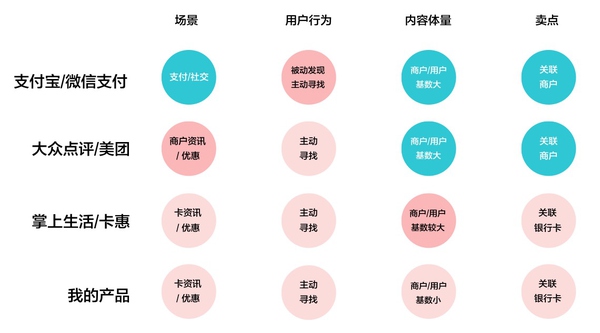 场景 用户行为 内容体量 卖点
支付宝/微信支付 支付/社交 被动发现 商户/用户 关联
主动寻找 基数大 商户
大众点评/美团 商户资讯 主动 商户/用户 关联
/ 优惠 寻找 基数大 商户
掌上生活/卡惠 卡资讯 主动 商户/用户 关联
/ 优惠 寻找 基数较大 银行卡
我的产品 卡资讯 主动 商户/用户 关联
/ 优惠 寻找 基数小 银行卡